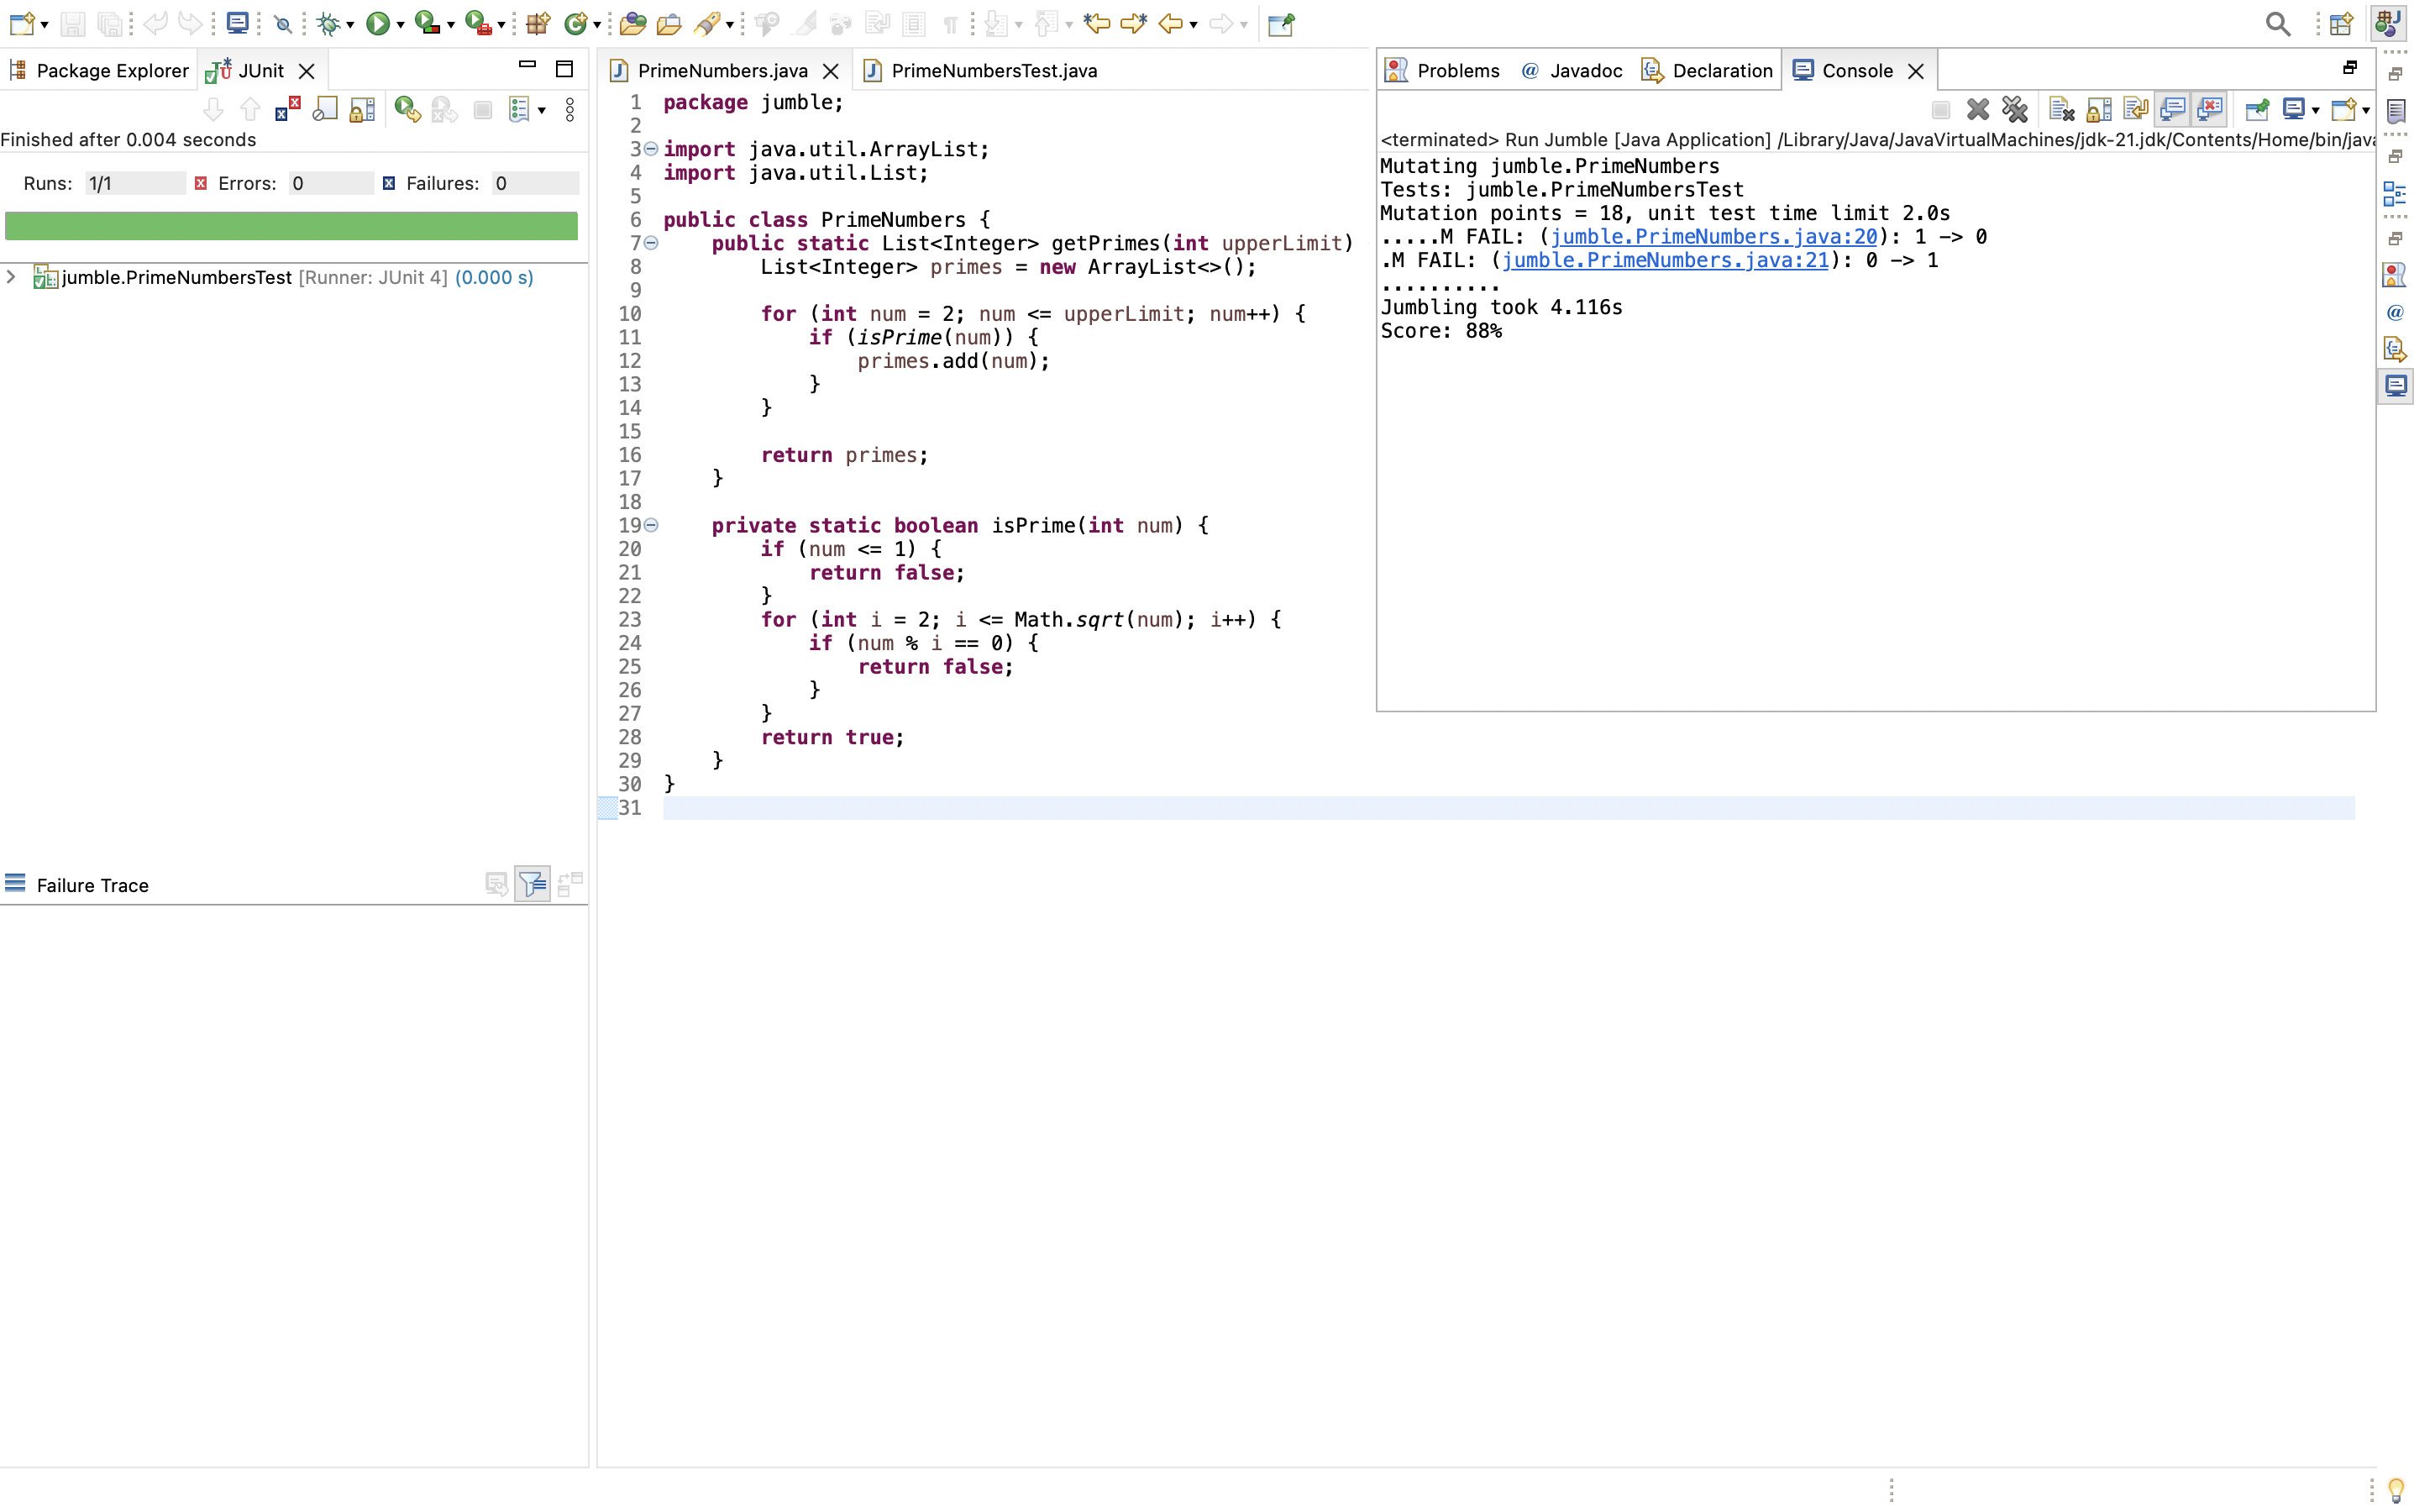 Package Explorer
JUnit
Finished after 0.004 seconds
Runs: 1/1 Errors: 0 Failures: 0
jumble.PrimeNumbersTest [Runner: JUnit 4] (0.000 s)
Failure Trace
PrimeNumbers.java
PrimeNumbersTest.java
1 package jumble;
2
3 import java.util.ArrayList;
4 import java.util.List;
5
6 public class PrimeNumbers {
7 public static List<Integer> getPrimes(int upperLimit)
8 List<Integer> primes = new ArrayList<>();
9
10 for (int num = 2; num <= upperLimit; num++) {
11 if (isPrime(num)) {
12 primes.add(num);
13 }
14 }
15
16 return primes;
17 }
18
19 private static boolean isPrime(int num) {
20 if (num <= 1) {
21 return false;
22 }
23 for (int i = 2; i <= Math.sqrt(num); i++) {
24 if (num % i == 0) {
25 return false;
26 }
27 }
28 return true;
29 }
30 }
31
Problems
@ Javadoc
Declaration
Console
<terminated> Run Jumble [Java Application] /Library/Java/JavaVirtualMachines/jdk-21.jdk/Contents/Home/bin/java
Mutating jumble.PrimeNumbers
Tests: jumble.PrimeNumbersTest
Mutation points = 18, unit test time limit 2.0s
.....M FAIL: (jumble.PrimeNumbers.java:20): 1 -> 0
.M FAIL: (jumble.PrimeNumbers.java:21): 0 -> 1
..........
Jumbling took 4.116s
Score: 88%